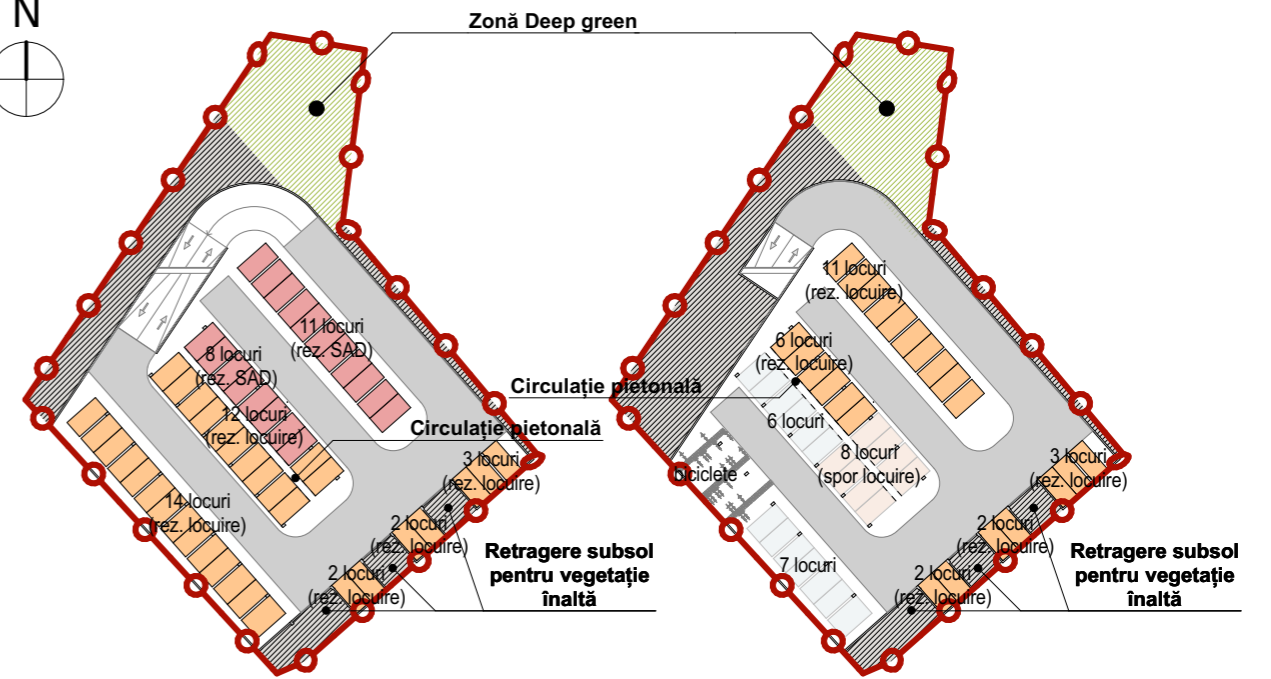 N
Zonă Deep green
11 locuri
(rez. SAD)
8 locuri
(rez. SAD)
12 locuri
(rez. locuire)
Circulație pietonală
3 locuri
(rez. locuire)
14 locuri
(rez. locuire)
2 locuri
(rez. locuire)
2 locuri
(rez. locuire)
Retragere subsol
pentru vegetație
înaltă
11 locuri
(rez. locuire)
6 locuri
(rez. locuire)
Circulație pietonală
6 locuri
8 locuri
(spor locuire)
biciclete
3 locuri
(rez. locuire)
7 locuri
2 locuri
(rez. locuire)
2 locuri
(rez. locuire)
Retragere subsol
pentru vegetație
înaltă